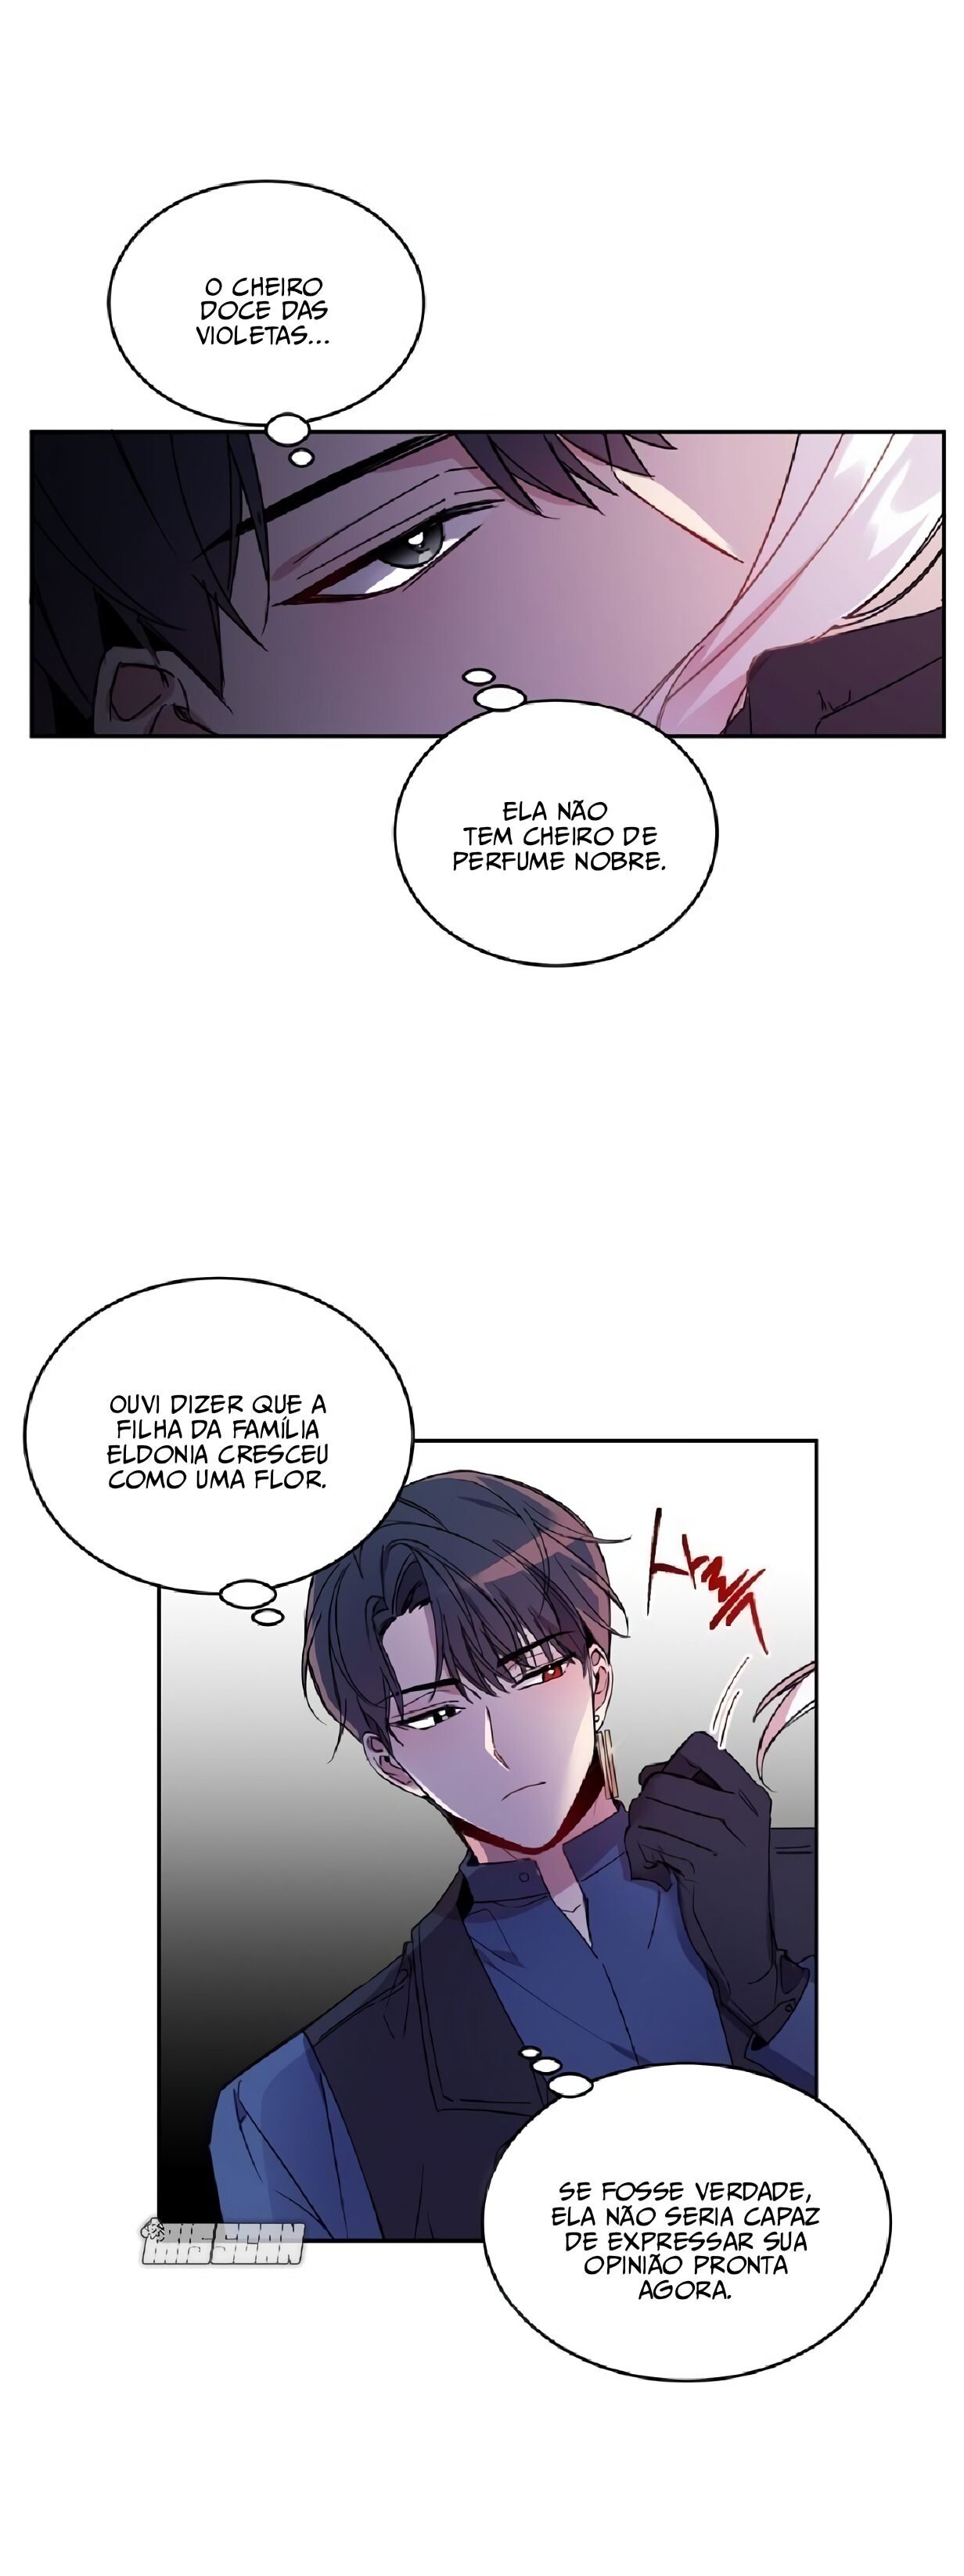 O CHEIRO
DOCE DAS
VIOLETAS...
ELA NÃO
TEM CHEIRO DE
PERFUME NOBRE.
OUVI DIZER QUE A
FILHA DA FAMÍLIA
ELDONIA CRESCEU
COMO UMA FLOR.
SE FOSSE VERDADE,
ELA NÃO SERIA CAPAZ
DE EXPRESSAR SUA
OPINIÃO PRONTA
AGORA.